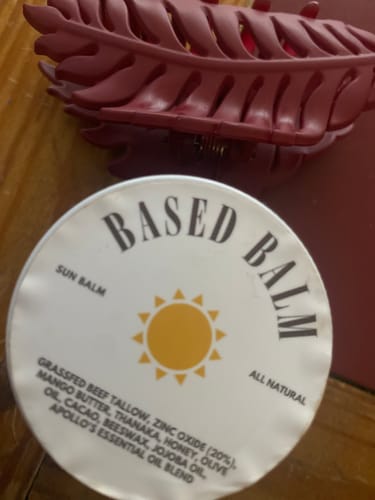 BASED BALM
SUN BALM
ALL NATURAL
GRASSFED BEEF TALLOW, ZINC OXIDE (20%),
MANGO BUTTER, THANAKA, HONEY, OLIVE
OIL, CACAO, BEESWAX, JOJOBA OIL,
APOLLO'S ESSENTIAL OIL BLEND